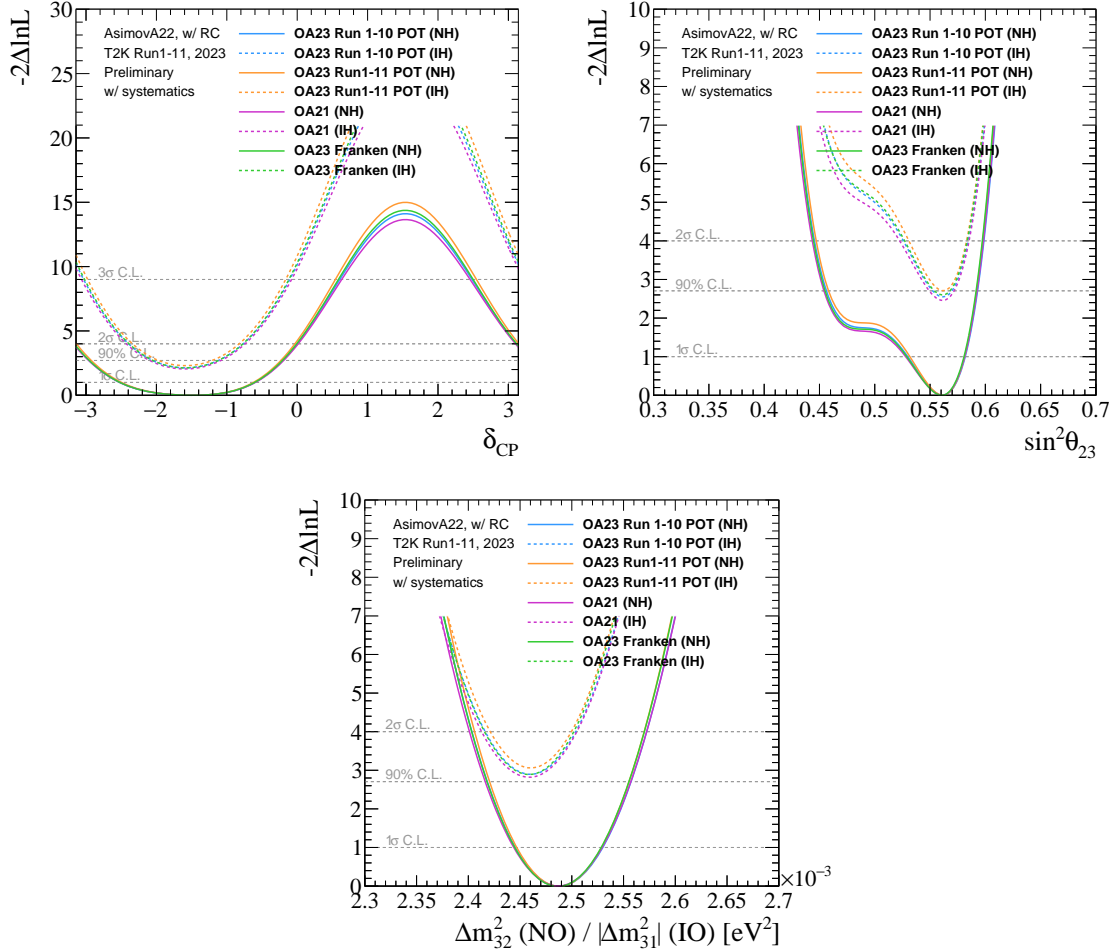 -2ΔlnL
30
25
20
15
10
5
0
AsimovA22, w/ RC
T2K Run1-11, 2023
Preliminary
w/ systematics
OA23 Run 1-10 POT (NH)
OA23 Run 1-10 POT (IH)
OA23 Run1-11 POT (NH)
OA23 Run1-11 POT (IH)
OA21 (NH)
OA21 (IH)
OA23 Franken (NH)
OA23 Franken (IH)
3σ C.L.
2σ C.L.
90% C.L.
1σ C.L.
−3 −2 −1 0 1 2 3
δCP
-2ΔlnL
10
9
8
7
6
5
4
3
2
1
0
AsimovA22, w/ RC
T2K Run1-11, 2023
Preliminary
w/ systematics
OA23 Run 1-10 POT (NH)
OA23 Run 1-10 POT (IH)
OA23 Run1-11 POT (NH)
OA23 Run1-11 POT (IH)
OA21 (NH)
OA21 (IH)
OA23 Franken (NH)
OA23 Franken (IH)
2σ C.L.
90% C.L.
1σ C.L.
0.3 0.35 0.4 0.45 0.5 0.55 0.6 0.65 0.7
sin²θ23
-2ΔlnL
10
9
8
7
6
5
4
3
2
1
0
AsimovA22, w/ RC
T2K Run1-11, 2023
Preliminary
w/ systematics
OA23 Run 1-10 POT (NH)
OA23 Run 1-10 POT (IH)
OA23 Run1-11 POT (NH)
OA23 Run1-11 POT (IH)
OA21 (NH)
OA21 (IH)
OA23 Franken (NH)
OA23 Franken (IH)
2σ C.L.
90% C.L.
1σ C.L.
2.3 2.35 2.4 2.45 2.5 2.55 2.6 2.65 2.7
×10⁻³
Δm²32 (NO) / |Δm²31| (IO) [eV²]